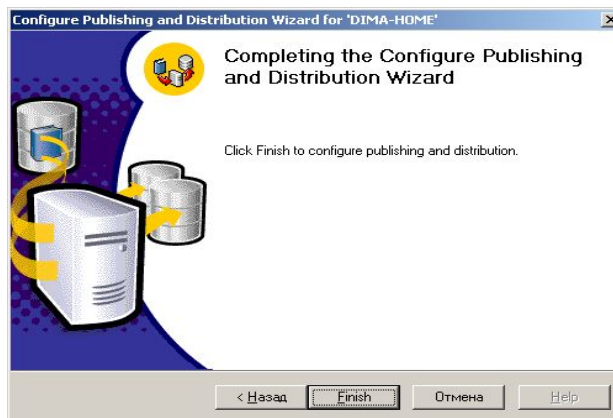 Configure Publishing and Distribution Wizard for 'DIMA-HOME'
Completing the Configure Publishing
and Distribution Wizard
Click Finish to configure publishing and distribution.
< Назад Finish Отмена Help